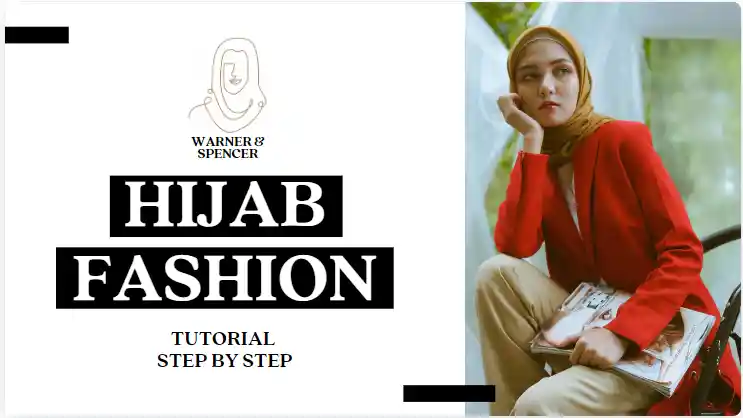 WARNER &
SPENCER
HIJAB
FASHION
TUTORIAL
STEP BY STEP